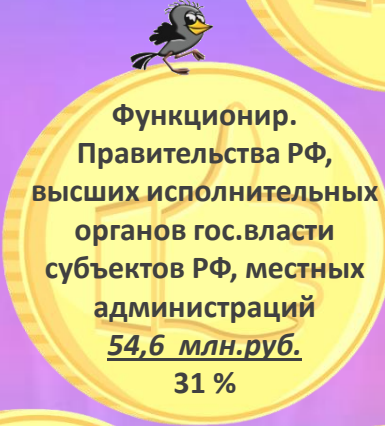 Функционир.
Правительства РФ,
высших исполнительных
органов гос.власти
субъектов РФ, местных
администраций
54,6 млн.руб.
31 %